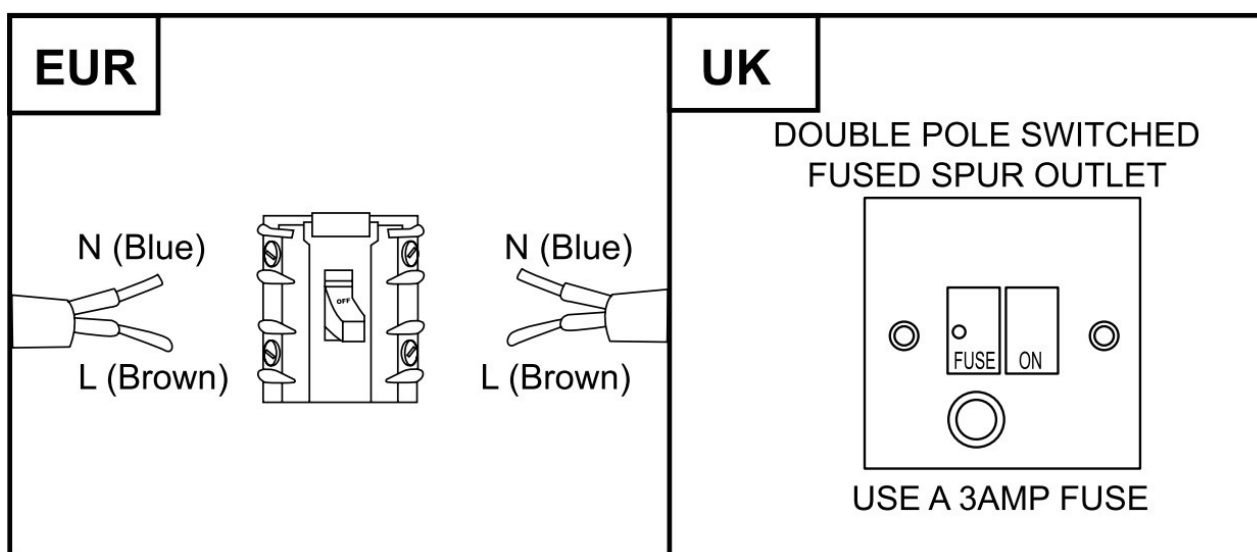 EUR
N (Blue)
L (Brown)
OFF
N (Blue)
L (Brown)
UK
DOUBLE POLE SWITCHED
FUSED SPUR OUTLET
FUSE
ON
USE A 3AMP FUSE